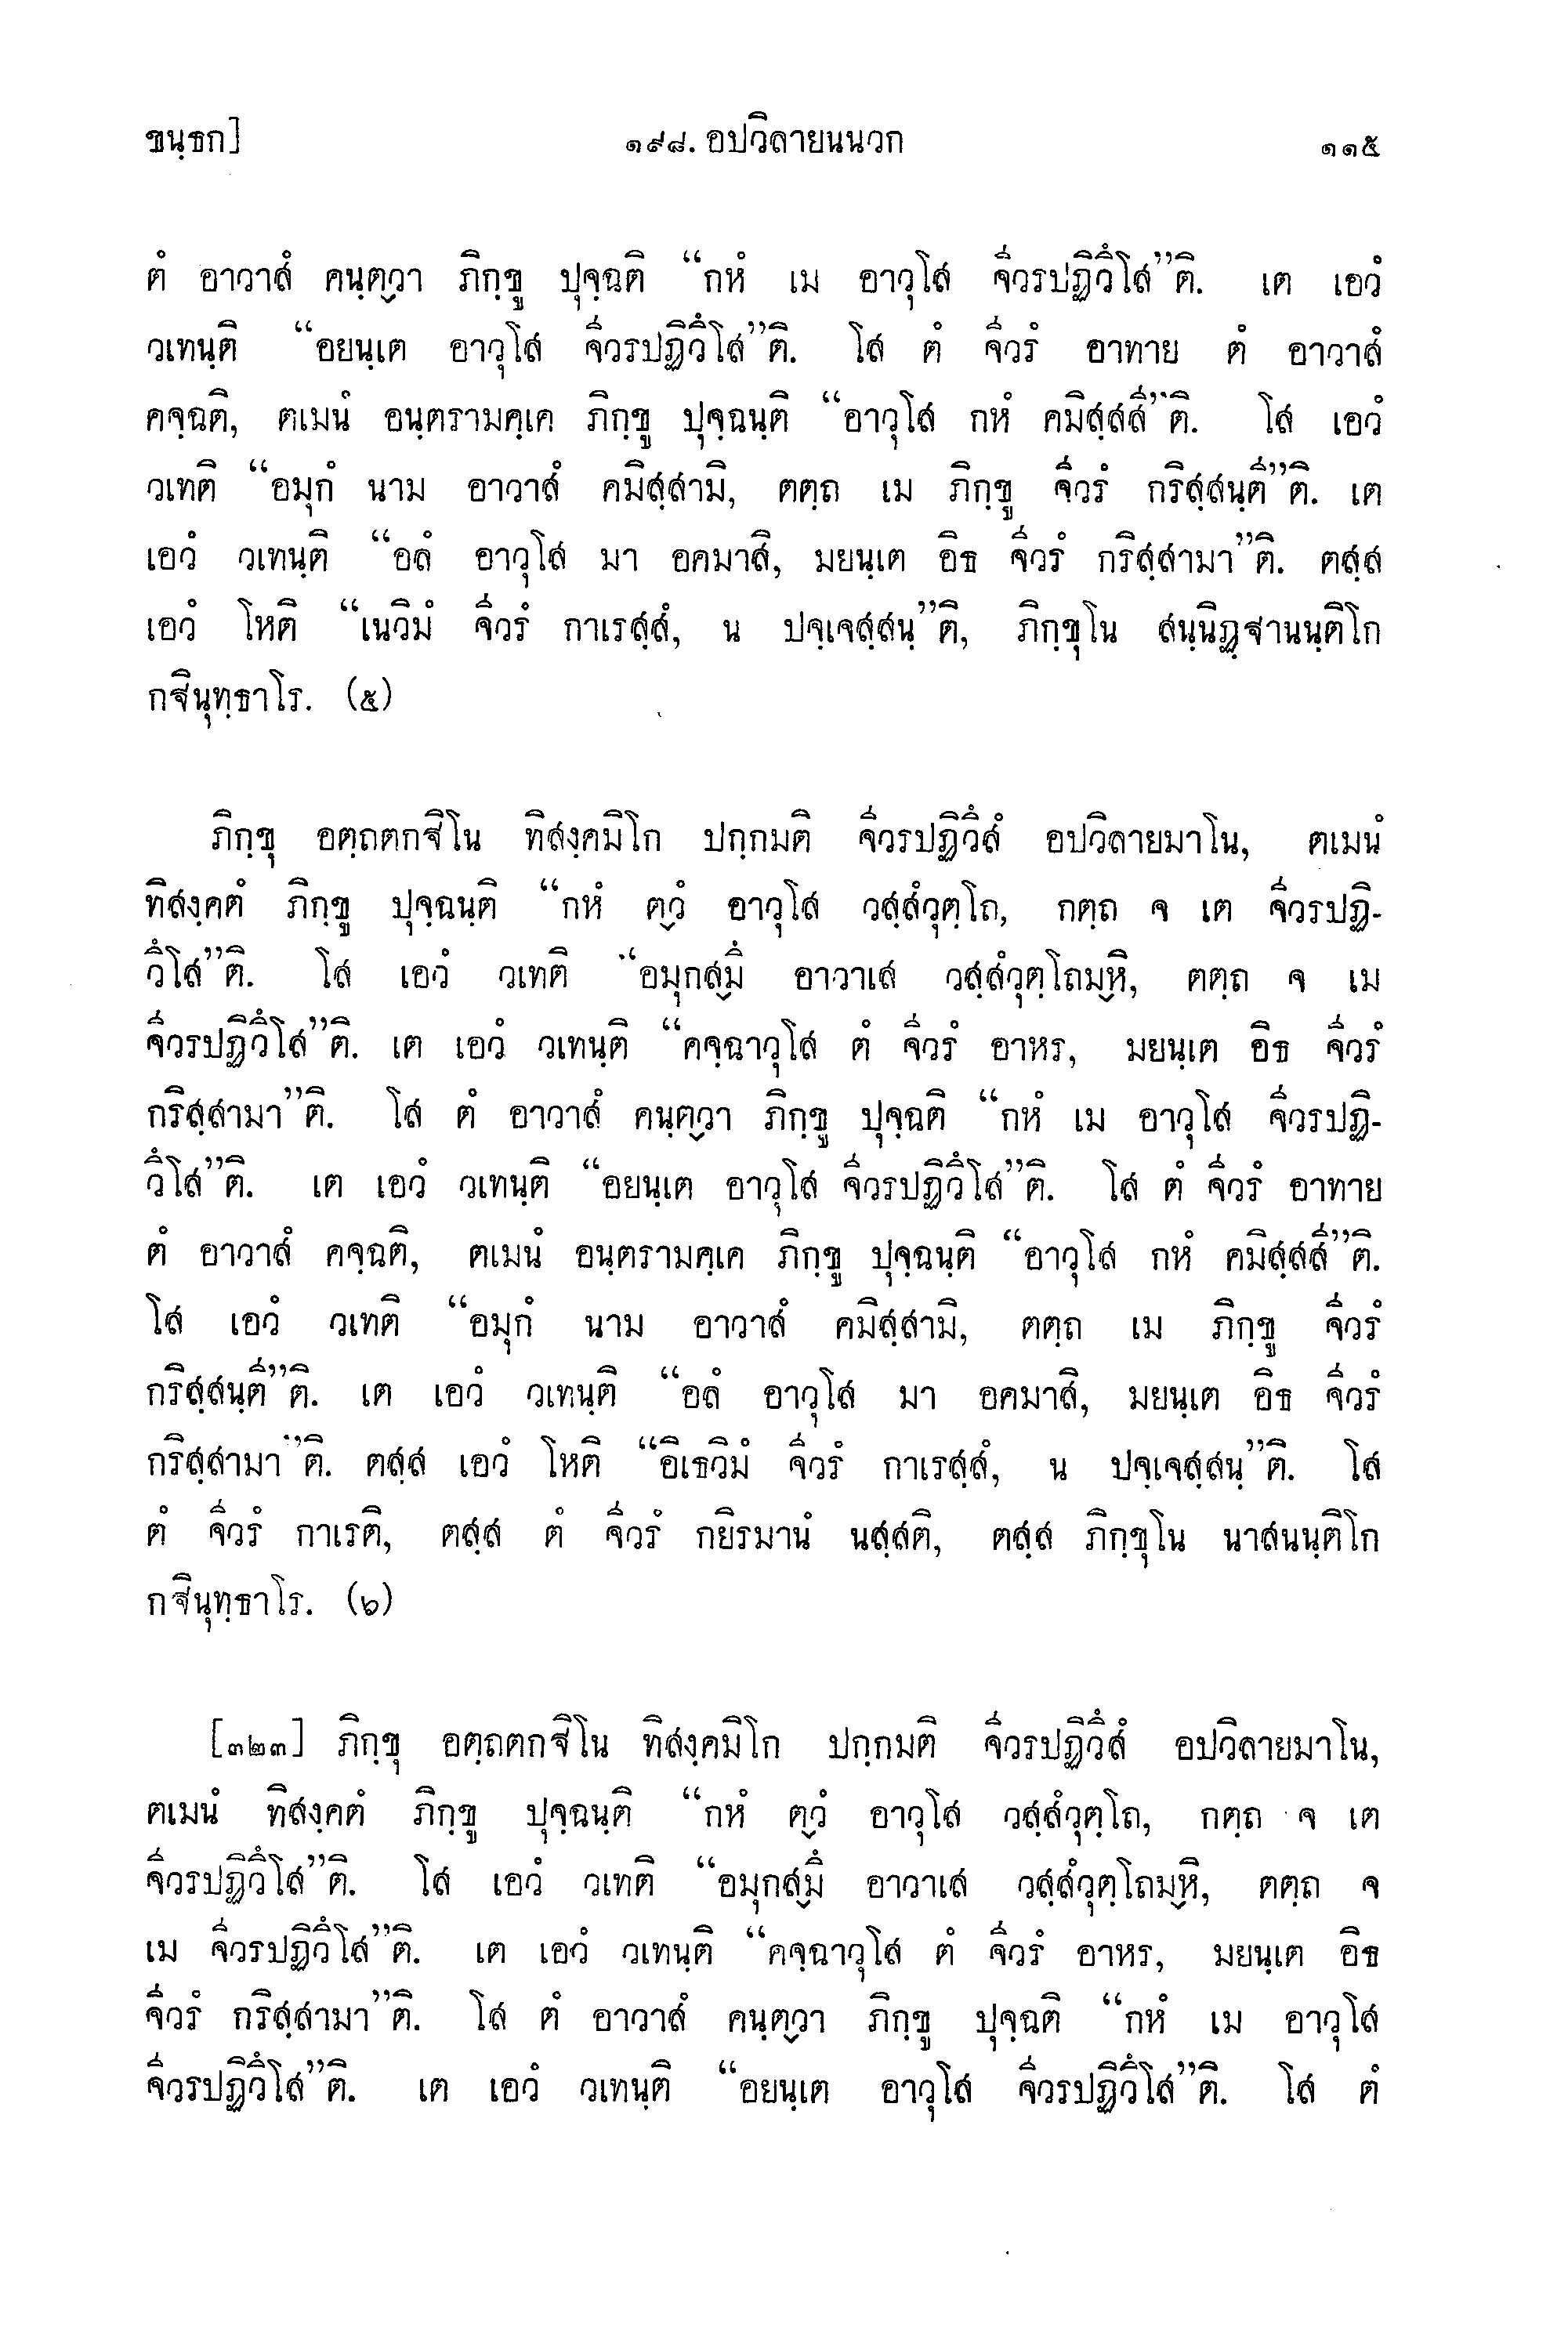 ขนฺธก]
๑๙๘. อปวิลายนนวก
๑๑๕
ตํ อาวาสํ คนฺตฺวา ภิกฺขู ปุจฺฉติ “กหํ เม อาวุโส จีวรปฏิวึโส”ติ. เต เอวํ
วเทนฺติ “อยนฺเต อาวุโส จีวรปฏิวึโส”ติ. โส ตํ จีวรํ อาทาย ตํ อาวาสํ
คจฺฉติ, ตเมนํ อนฺตรามคฺเค ภิกฺขู ปุจฺฉนฺติ “อาวุโส กหํ คมิสฺสสี”ติ. โส เอวํ
วเทติ “อมุกํ นาม อาวาสํ คมิสฺสามิ, ตตฺถ เม ภิกฺขู จีวรํ กริสฺสนฺตี”ติ. เต
เอวํ วเทนฺติ “อลํ อาวุโส มา อคมาสิ, มยนฺเต อิธ จีวรํ กริสฺสามา”ติ. ตสฺส
เอวํ โหติ “เนวิมํ จีวรํ กาเรสฺสํ, น ปจฺเจสฺสนฺ”ติ, ภิกฺขุโน สนฺนิฏฺฐานนฺติโก
กฐินุทฺธาโร. (๕)
ภิกฺขุ อตฺถตกฐิโน ทิสงฺคมิโก ปกฺกมติ จีวรปฏิวึสํ อปวิลายมาโน, ตเมนํ
ทิสงฺคตํ ภิกฺขู ปุจฺฉนฺติ “กหํ ตฺวํ อาวุโส วสฺสํวุตฺโถ, กตฺถ จ เต จีวรปฏิ-
วึโส”ติ. โส เอวํ วเทติ “อมุกสฺมึ อาวาเส วสฺสํวุตฺโถมฺหิ, ตตฺถ จ เม
จีวรปฏิวึโส”ติ. เต เอวํ วเทนฺติ “คจฺฉาวุโส ตํ จีวรํ อาหร, มยนฺเต อิธ จีวรํ
กริสฺสามา”ติ. โส ตํ อาวาสํ คนฺตฺวา ภิกฺขู ปุจฺฉติ “กหํ เม อาวุโส จีวรปฏิ-
วึโส”ติ. เต เอวํ วเทนฺติ “อยนฺเต อาวุโส จีวรปฏิวึโส”ติ. โส ตํ จีวรํ อาทาย
ตํ อาวาสํ คจฺฉติ, ตเมนํ อนฺตรามคฺเค ภิกฺขู ปุจฺฉนฺติ “อาวุโส กหํ คมิสฺสสี”ติ.
โส เอวํ วเทติ “อมุกํ นาม อาวาสํ คมิสฺสามิ, ตตฺถ เม ภิกฺขู จีวรํ
กริสฺสนฺตี”ติ. เต เอวํ วเทนฺติ “อลํ อาวุโส มา อคมาสิ, มยนฺเต อิธ จีวรํ
กริสฺสามา”ติ. ตสฺส เอวํ โหติ “อิเธวิมํ จีวรํ กาเรสฺสํ, น ปจฺเจสฺสนฺ”ติ. โส
ตํ จีวรํ กาเรติ, ตสฺส ตํ จีวรํ กยิรมานํ นสฺสติ, ตสฺส ภิกฺขุโน นาสนนฺติโก
กฐินุทฺธาโร. (๖)
[๓๒๓] ภิกฺขุ อตฺถตกฐิโน ทิสงฺคมิโก ปกฺกมติ จีวรปฏิวึสํ อปวิลายมาโน,
ตเมนํ ทิสงฺคตํ ภิกฺขู ปุจฺฉนฺติ “กหํ ตฺวํ อาวุโส วสฺสํวุตฺโถ, กตฺถ จ เต
จีวรปฏิวึโส”ติ. โส เอวํ วเทติ “อมุกสฺมึ อาวาเส วสฺสํวุตฺโถมฺหิ, ตตฺถ จ
เม จีวรปฏิวึโส”ติ. เต เอวํ วเทนฺติ “คจฺฉาวุโส ตํ จีวรํ อาหร, มยนฺเต อิธ
จีวรํ กริสฺสามา”ติ. โส ตํ อาวาสํ คนฺตฺวา ภิกฺขู ปุจฺฉติ “กหํ เม อาวุโส
จีวรปฏิวึโส”ติ. เต เอวํ วเทนฺติ “อยนฺเต อาวุโส จีวรปฏิวึโส”ติ. โส ตํ